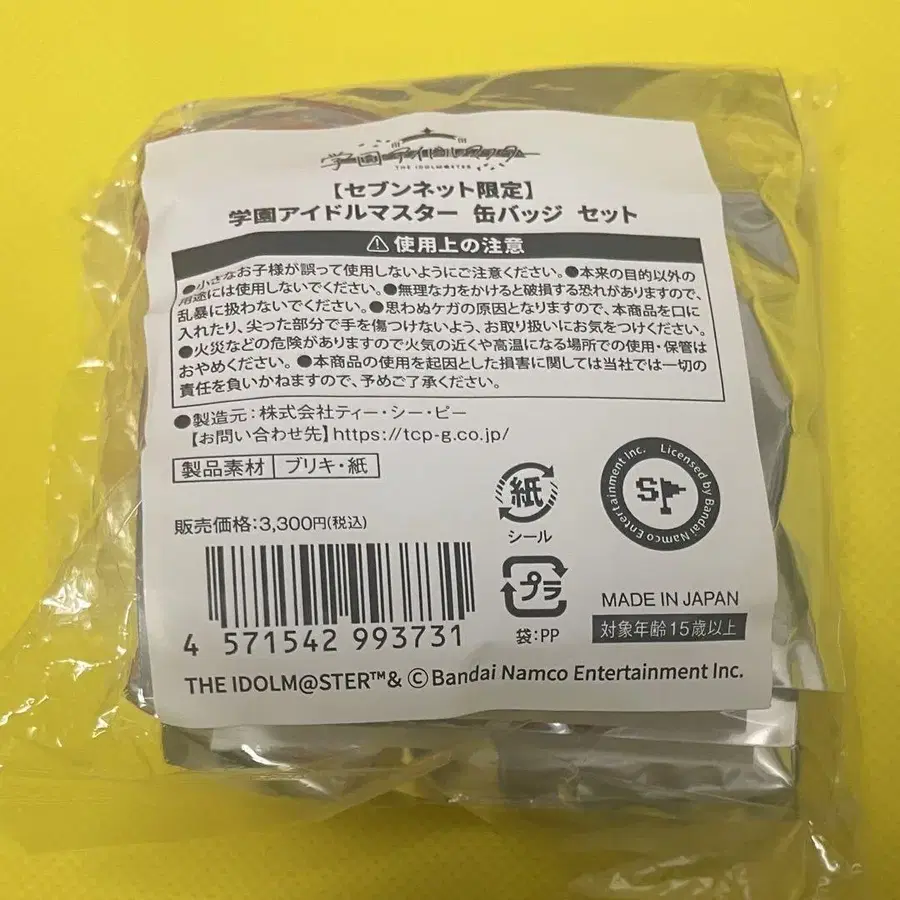 学園アイドルマスター
THE IDOLM@STER
【セブンネット限定】
学園アイドルマスター 缶バッジ セット
⚠使用上の注意
●小さなお子様が誤って使用しないようにご注意ください。●本来の目的以外の
用途には使用しないでください。●無理な力をかけると破損する恐れがありますので、
乱暴に扱わないでください。●思わぬケガの原因となりますので、本商品を口に
入れたり、尖った部分で手を傷つけないよう、お取り扱いにお気をつけください。
●火災などの危険がありますので火気の近くや高温になる場所での使用・保管は
おやめください。●本商品の使用を起因とした損害に関しては当社では一切の
責任を負いかねますので、予めご了承ください。
●製造元:株式会社ティー・シー・ピー
【お問い合わせ先】https://tcp-g.co.jp/
製品素材 ブリキ・紙
販売価格:3,300円(税込)
4 571542 993731
紙
シール
プラ
袋:PP
Licensed by Bandai Namco Entertainment Inc.
S
MADE IN JAPAN
対象年齢15歳以上
THE IDOLM@STER™& ©Bandai Namco Entertainment Inc.